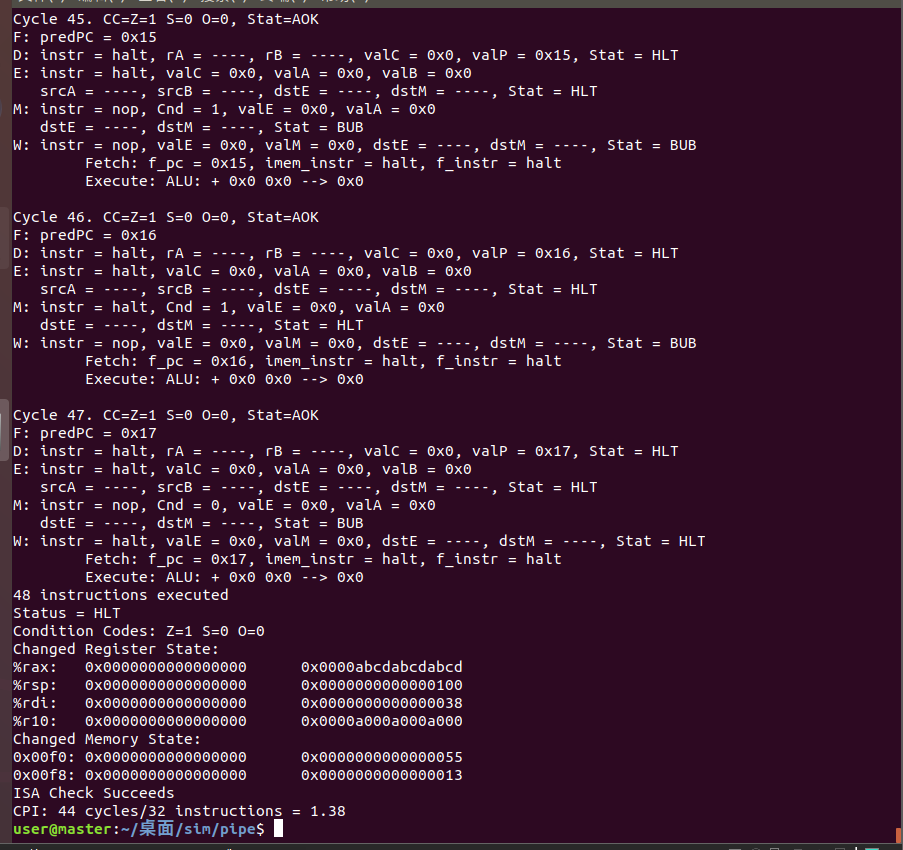 Cycle 45. CC=Z=1 S=0 O=0, Stat=AOK
F: predPC = 0x15
D: instr = halt, rA = ----, rB = ----, valC = 0x0, valP = 0x15, Stat = HLT
E: instr = halt, valC = 0x0, valA = 0x0, valB = 0x0
   srcA = ----, srcB = ----, dstE = ----, dstM = ----, Stat = HLT
M: instr = nop, Cnd = 1, valE = 0x0, valA = 0x0
   dstE = ----, dstM = ----, Stat = BUB
W: instr = nop, valE = 0x0, valM = 0x0, dstE = ----, dstM = ----, Stat = BUB
        Fetch: f_pc = 0x15, imem_instr = halt, f_instr = halt
        Execute: ALU: + 0x0 0x0 --> 0x0
Cycle 46. CC=Z=1 S=0 O=0, Stat=AOK
F: predPC = 0x16
D: instr = halt, rA = ----, rB = ----, valC = 0x0, valP = 0x16, Stat = HLT
E: instr = halt, valC = 0x0, valA = 0x0, valB = 0x0
   srcA = ----, srcB = ----, dstE = ----, dstM = ----, Stat = HLT
M: instr = halt, Cnd = 1, valE = 0x0, valA = 0x0
   dstE = ----, dstM = ----, Stat = HLT
W: instr = nop, valE = 0x0, valM = 0x0, dstE = ----, dstM = ----, Stat = BUB
        Fetch: f_pc = 0x16, imem_instr = halt, f_instr = halt
        Execute: ALU: + 0x0 0x0 --> 0x0
Cycle 47. CC=Z=1 S=0 O=0, Stat=AOK
F: predPC = 0x17
D: instr = halt, rA = ----, rB = ----, valC = 0x0, valP = 0x17, Stat = HLT
E: instr = halt, valC = 0x0, valA = 0x0, valB = 0x0
   srcA = ----, srcB = ----, dstE = ----, dstM = ----, Stat = HLT
M: instr = nop, Cnd = 0, valE = 0x0, valA = 0x0
   dstE = ----, dstM = ----, Stat = BUB
W: instr = halt, valE = 0x0, valM = 0x0, dstE = ----, dstM = ----, Stat = HLT
        Fetch: f_pc = 0x17, imem_instr = halt, f_instr = halt
        Execute: ALU: + 0x0 0x0 --> 0x0
48 instructions executed
Status = HLT
Condition Codes: Z=1 S=0 O=0
Changed Register State:
%rax:   0x0000000000000000      0x0000abcdabcdabcd
%rsp:   0x0000000000000000      0x0000000000000100
%rdi:   0x0000000000000000      0x0000000000000038
%r10:   0x0000000000000000      0x0000a000a000a000
Changed Memory State:
0x00f0: 0x0000000000000000      0x0000000000000055
0x00f8: 0x0000000000000000      0x0000000000000013
ISA Check Succeeds
CPI: 44 cycles/32 instructions = 1.38
user@master:~/桌面/sim/pipe$